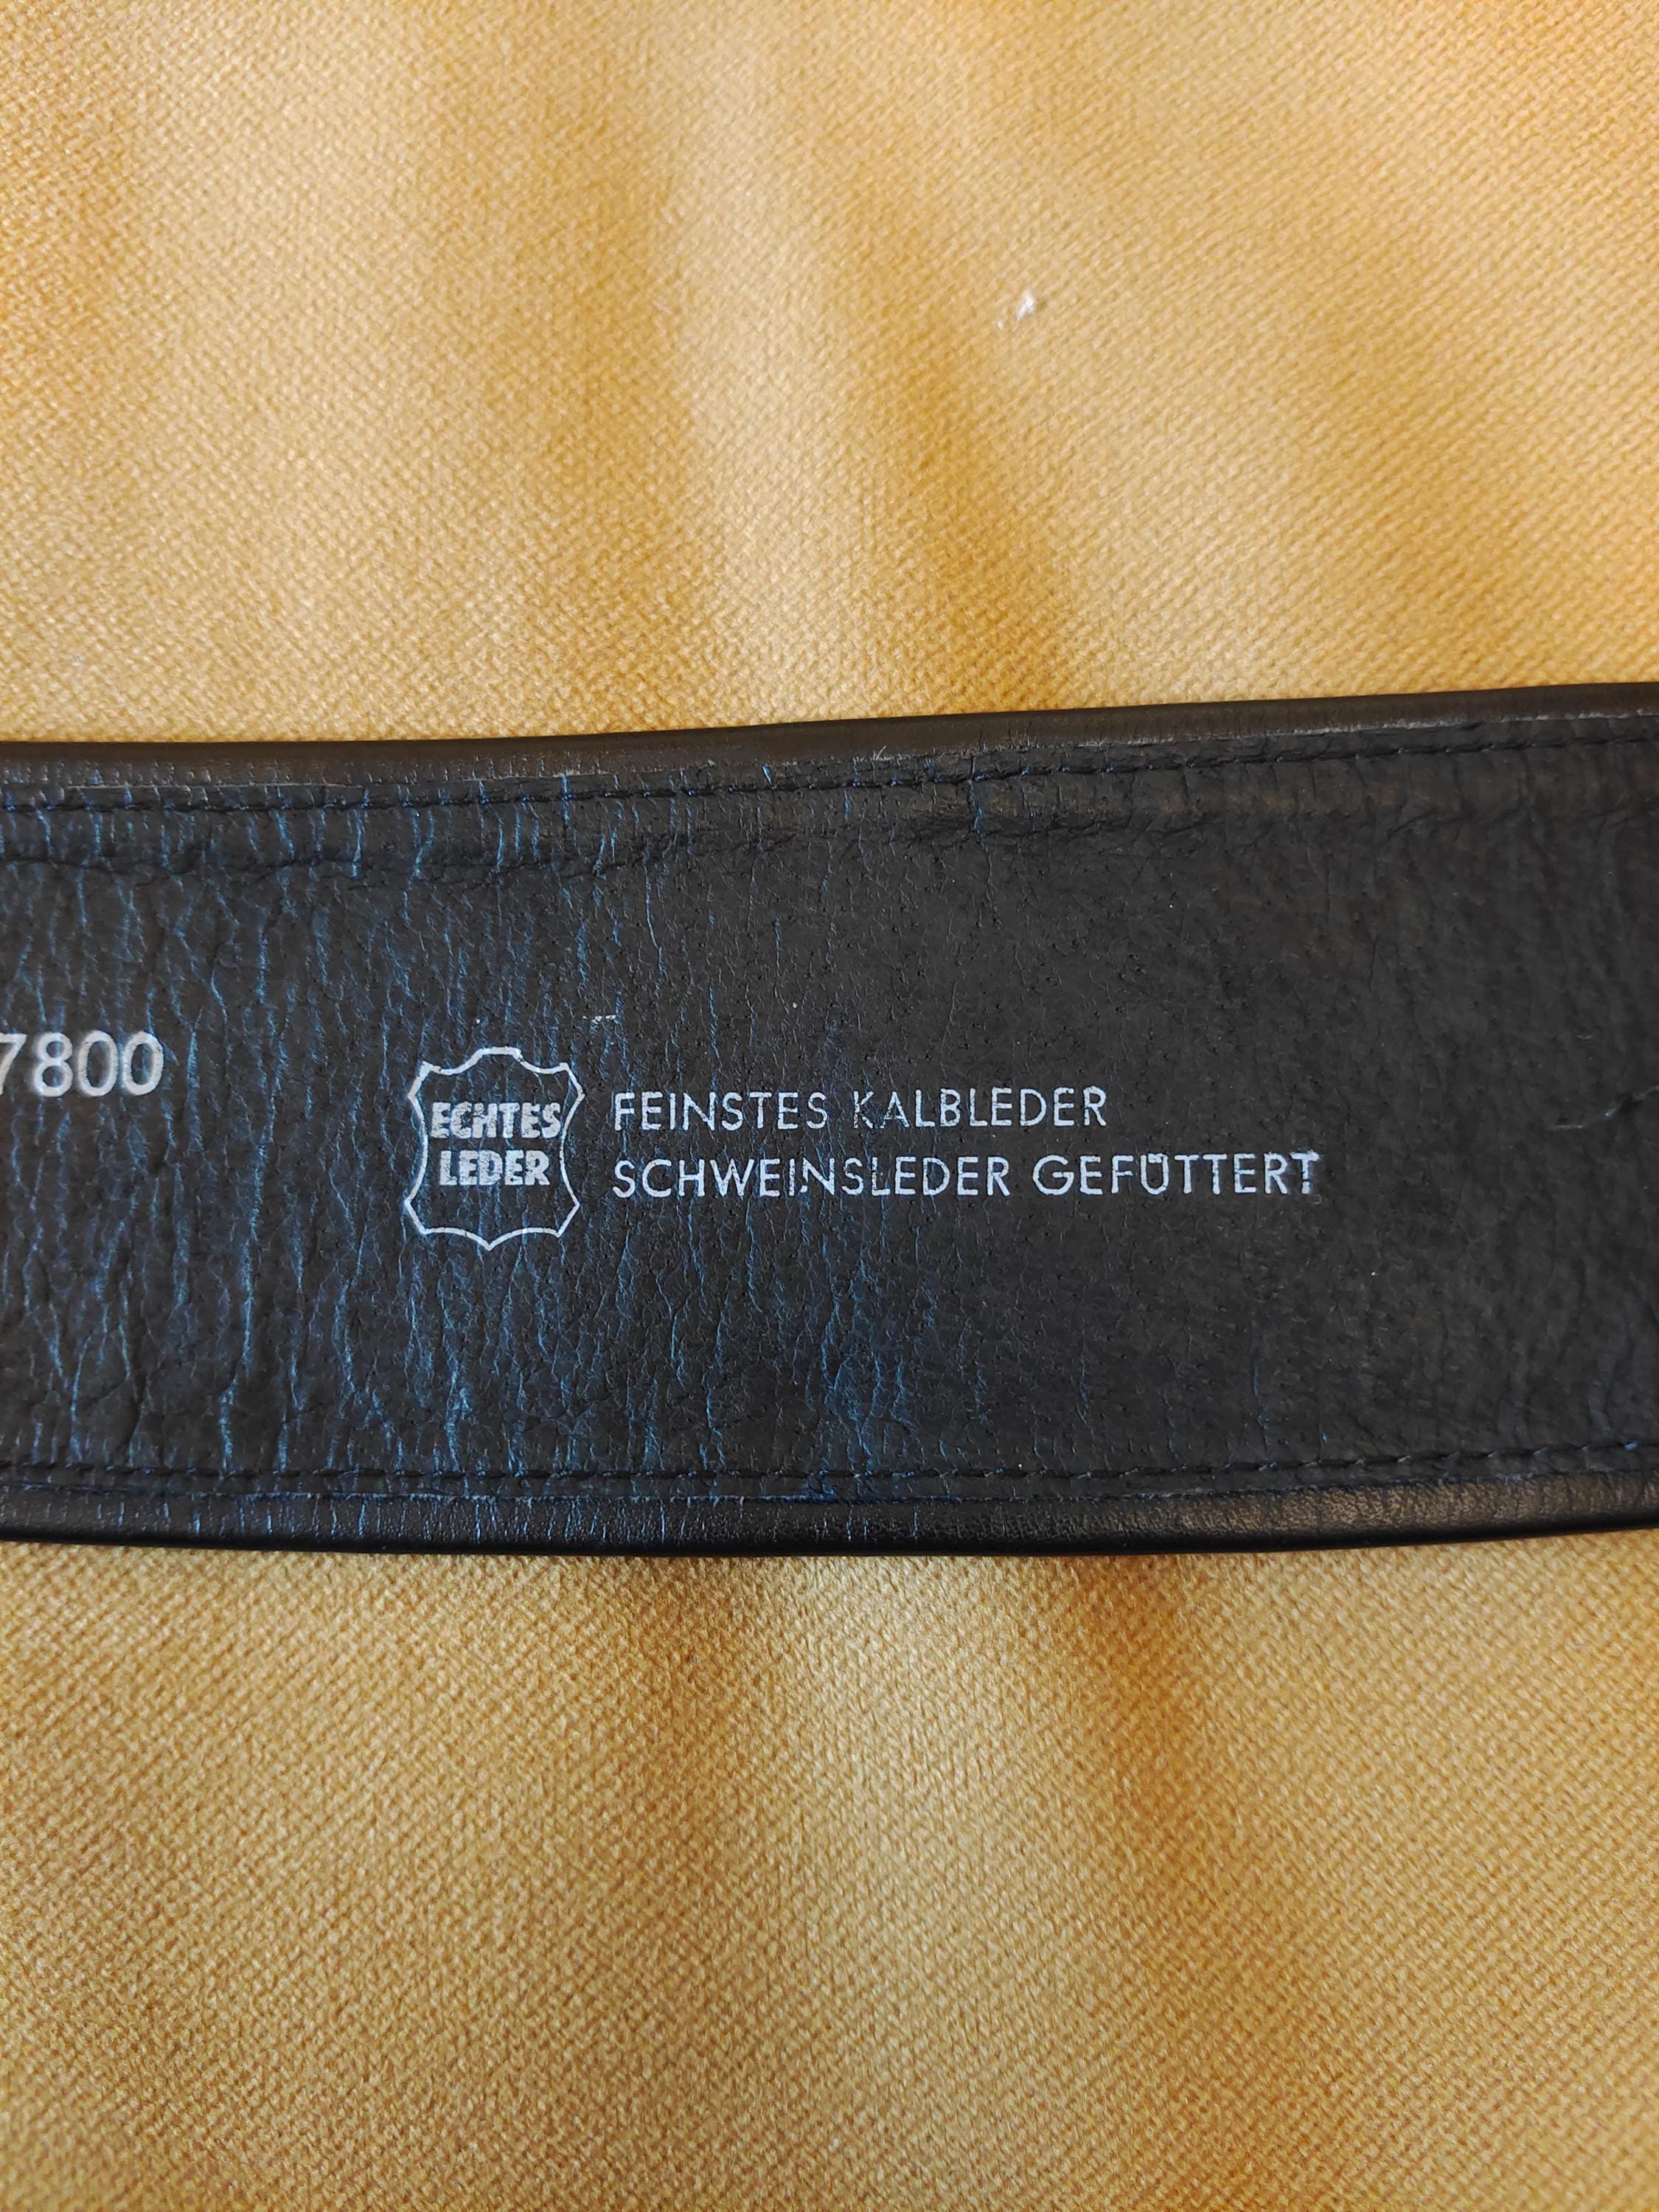 7800
ECHTES
LEDER
FEINSTES KALBLEDER
SCHWEINSLEDER GEFÜTTERT